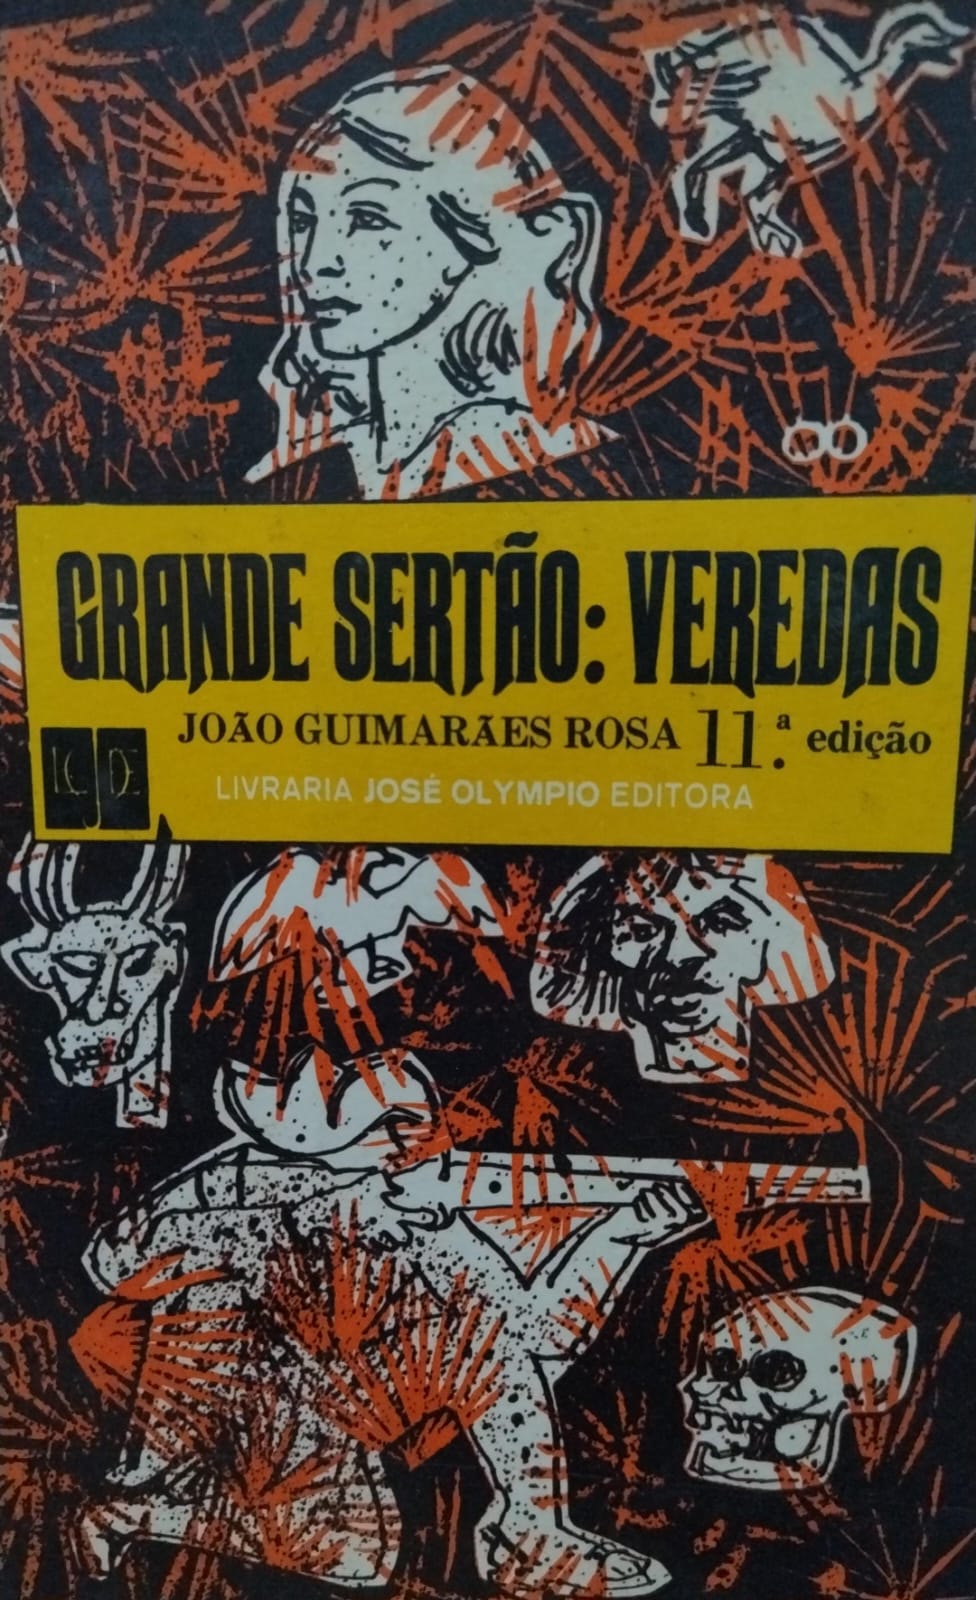 GRANDE SERTÃO: VEREDAS
JOÃO GUIMARÃES ROSA 11.ª edição
LIVRARIA JOSÉ OLYMPIO EDITORA